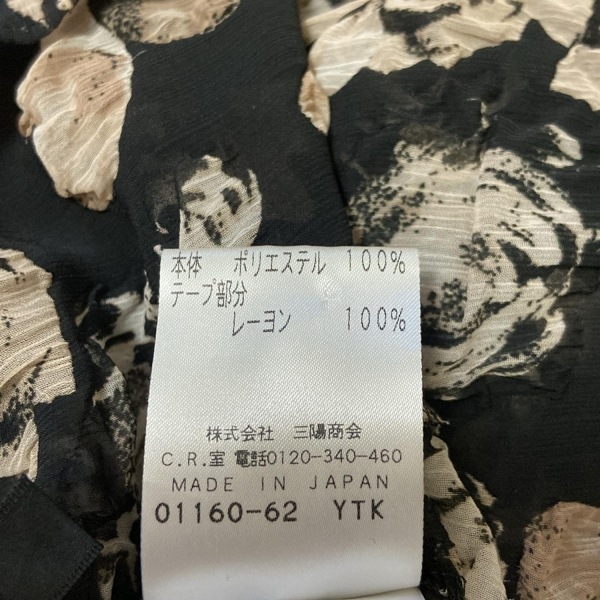 本体 ポリエステル 100%
テープ部分
レーヨン 100%
株式会社 三陽商会
C.R.室 電話0120-340-460
MADE IN JAPAN
01160-62 YTK